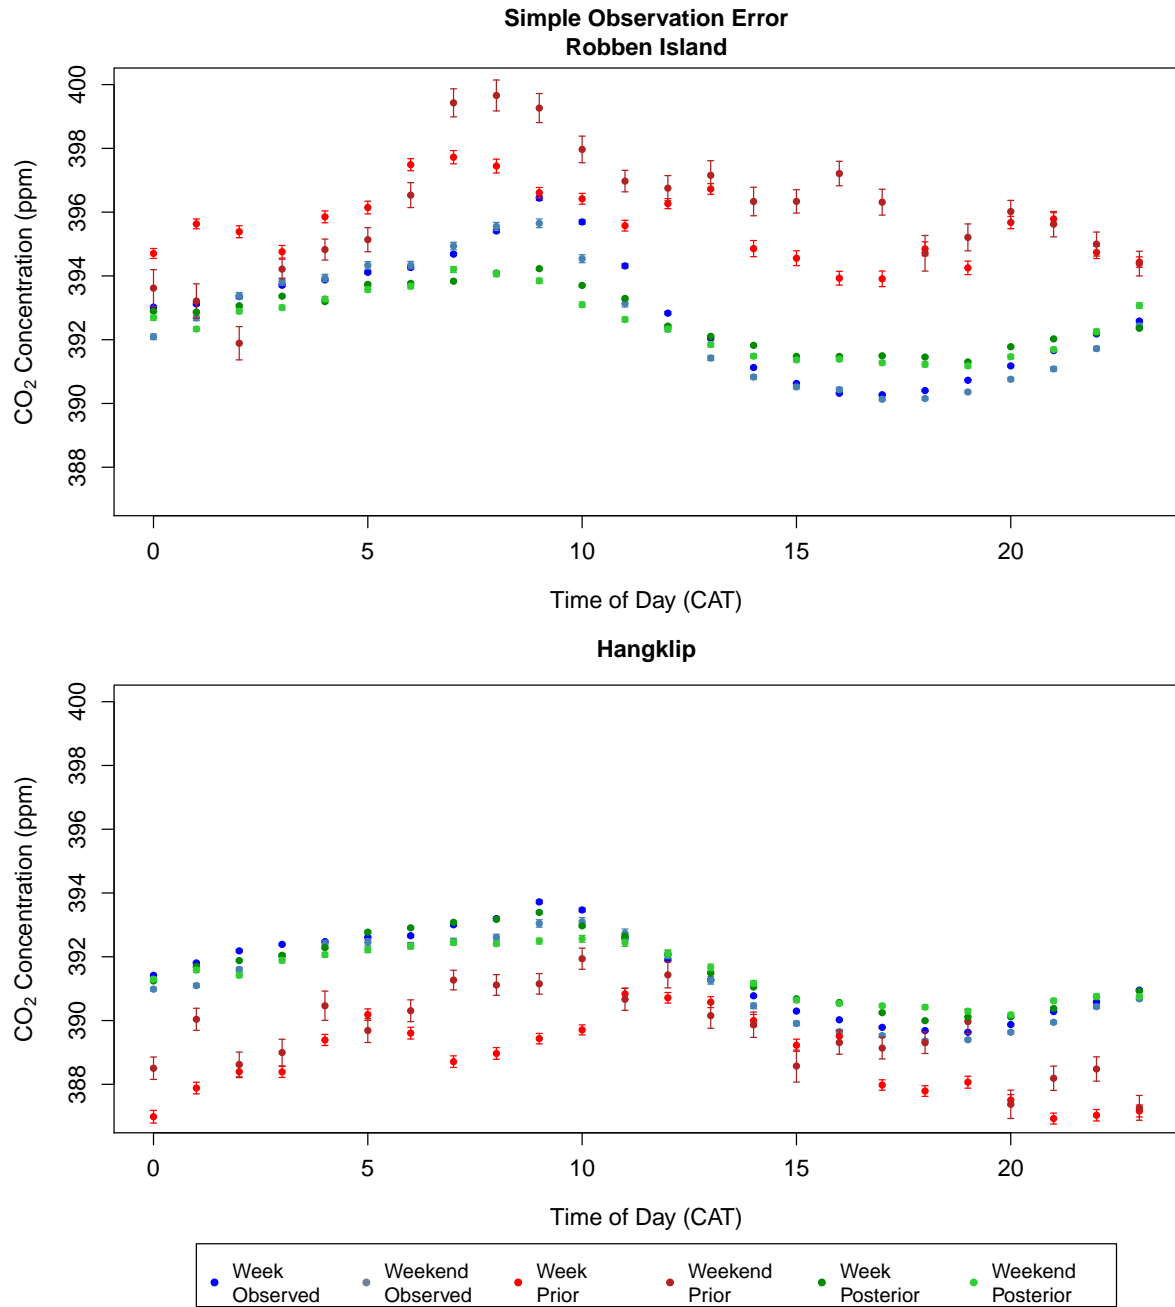 Simple Observation Error
Robben Island
CO₂ Concentration (ppm)
400
398
396
394
392
390
388
0 5 10 15 20
Time of Day (CAT)
Hangklip
CO₂ Concentration (ppm)
400
398
396
394
392
390
388
0 5 10 15 20
Time of Day (CAT)
Week Observed
Weekend Observed
Week Prior
Weekend Prior
Week Posterior
Weekend Posterior